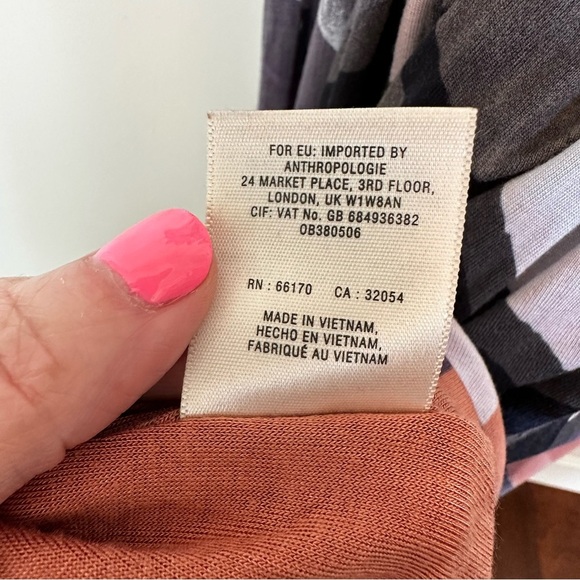 FOR EU: IMPORTED BY
ANTHROPOLOGIE
24 MARKET PLACE, 3RD FLOOR,
LONDON, UK W1W8AN
CIF: VAT No. GB 684936382
OB380506
RN : 66170 CA : 32054
MADE IN VIETNAM,
HECHO EN VIETNAM,
FABRIQUÉ AU VIETNAM